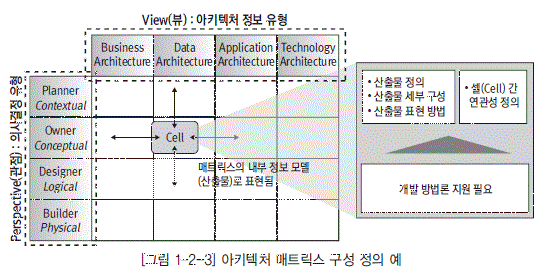 View(뷰) : 아키텍처 정보 유형
Business Architecture
Data Architecture
Application Architecture
Technology Architecture
Perspective(관점) : 의사결정 유형
Planner
Contextual
Owner
Conceptual
Cell
Designer
Logical
매트릭스의 내부 정보 모델
(산출물)로 표현됨
Builder
Physical
• 산출물 정의
• 산출물 세부 구성
• 산출물 표현 방법
• 셀(Cell) 간
연관성 정의
개발 방법론 지원 필요
[그림 1-2-3] 아키텍처 매트릭스 구성 정의 예